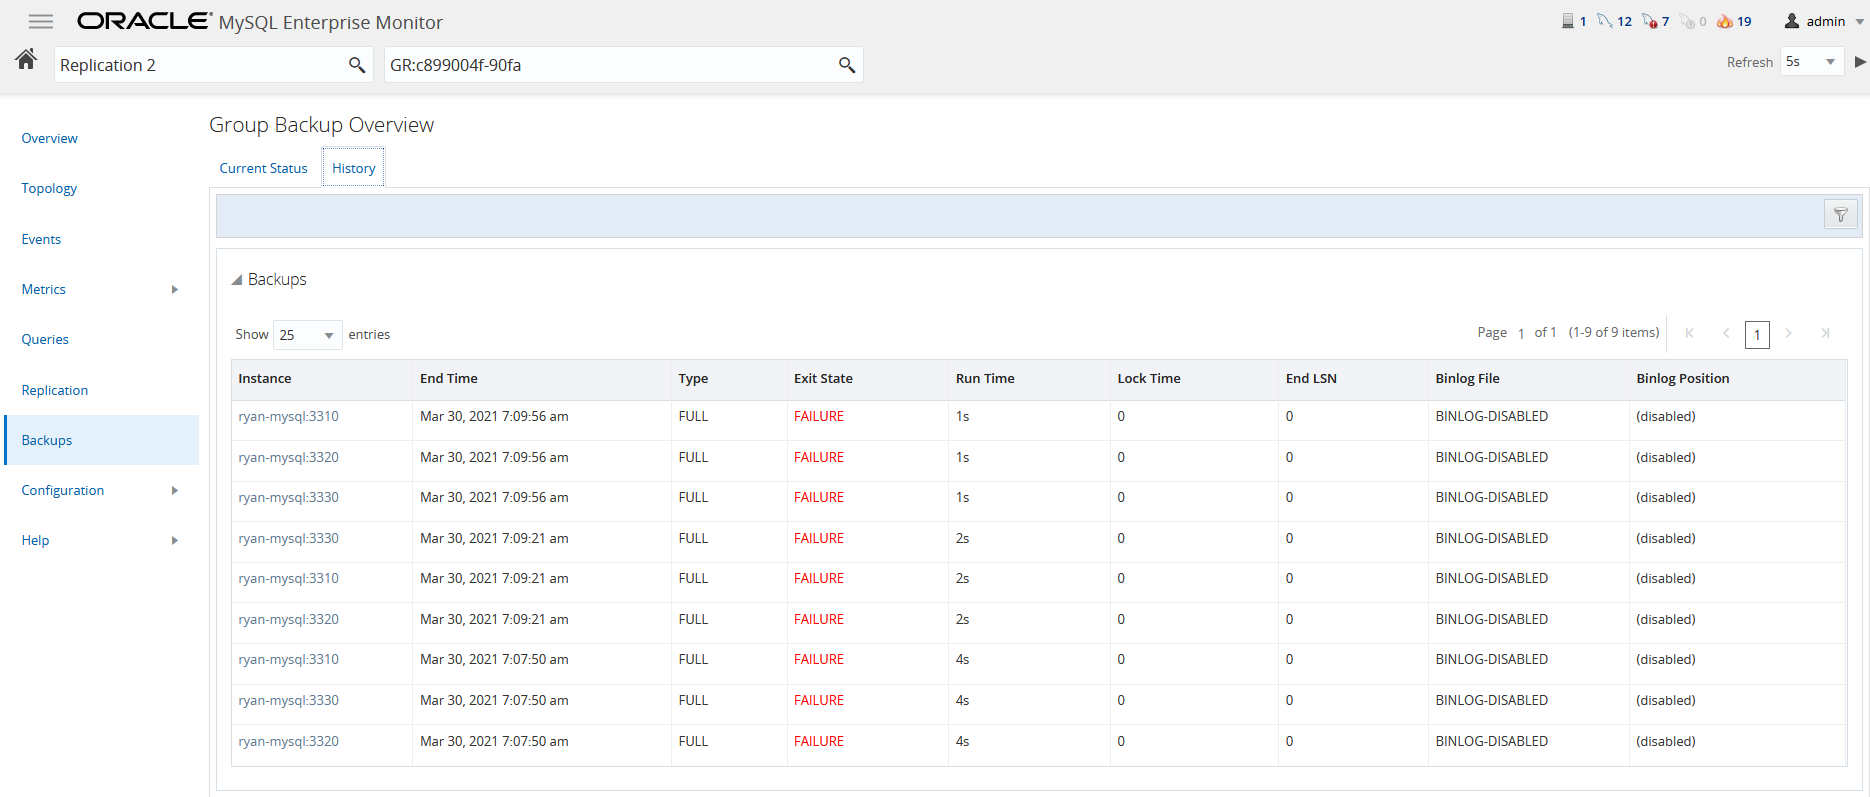 ORACLE MySQL Enterprise Monitor 1 12 7 0 19 admin
Replication 2 GR:c899004f-90fa Refresh 5s
Group Backup Overview
Overview
Current Status History
Topology
Events
Backups
Metrics
Show 25 entries Page 1 of 1 (1-9 of 9 items) 1
Queries
Instance End Time Type Exit State Run Time Lock Time End LSN Binlog File Binlog Position
Replication
ryan-mysql:3310 Mar 30, 2021 7:09:56 am FULL FAILURE 1s 0 0 BINLOG-DISABLED (disabled)
Backups
ryan-mysql:3320 Mar 30, 2021 7:09:56 am FULL FAILURE 1s 0 0 BINLOG-DISABLED (disabled)
Configuration
ryan-mysql:3330 Mar 30, 2021 7:09:56 am FULL FAILURE 1s 0 0 BINLOG-DISABLED (disabled)
Help
ryan-mysql:3330 Mar 30, 2021 7:09:21 am FULL FAILURE 2s 0 0 BINLOG-DISABLED (disabled)
ryan-mysql:3310 Mar 30, 2021 7:09:21 am FULL FAILURE 2s 0 0 BINLOG-DISABLED (disabled)
ryan-mysql:3320 Mar 30, 2021 7:09:21 am FULL FAILURE 2s 0 0 BINLOG-DISABLED (disabled)
ryan-mysql:3310 Mar 30, 2021 7:07:50 am FULL FAILURE 4s 0 0 BINLOG-DISABLED (disabled)
ryan-mysql:3330 Mar 30, 2021 7:07:50 am FULL FAILURE 4s 0 0 BINLOG-DISABLED (disabled)
ryan-mysql:3320 Mar 30, 2021 7:07:50 am FULL FAILURE 4s 0 0 BINLOG-DISABLED (disabled)